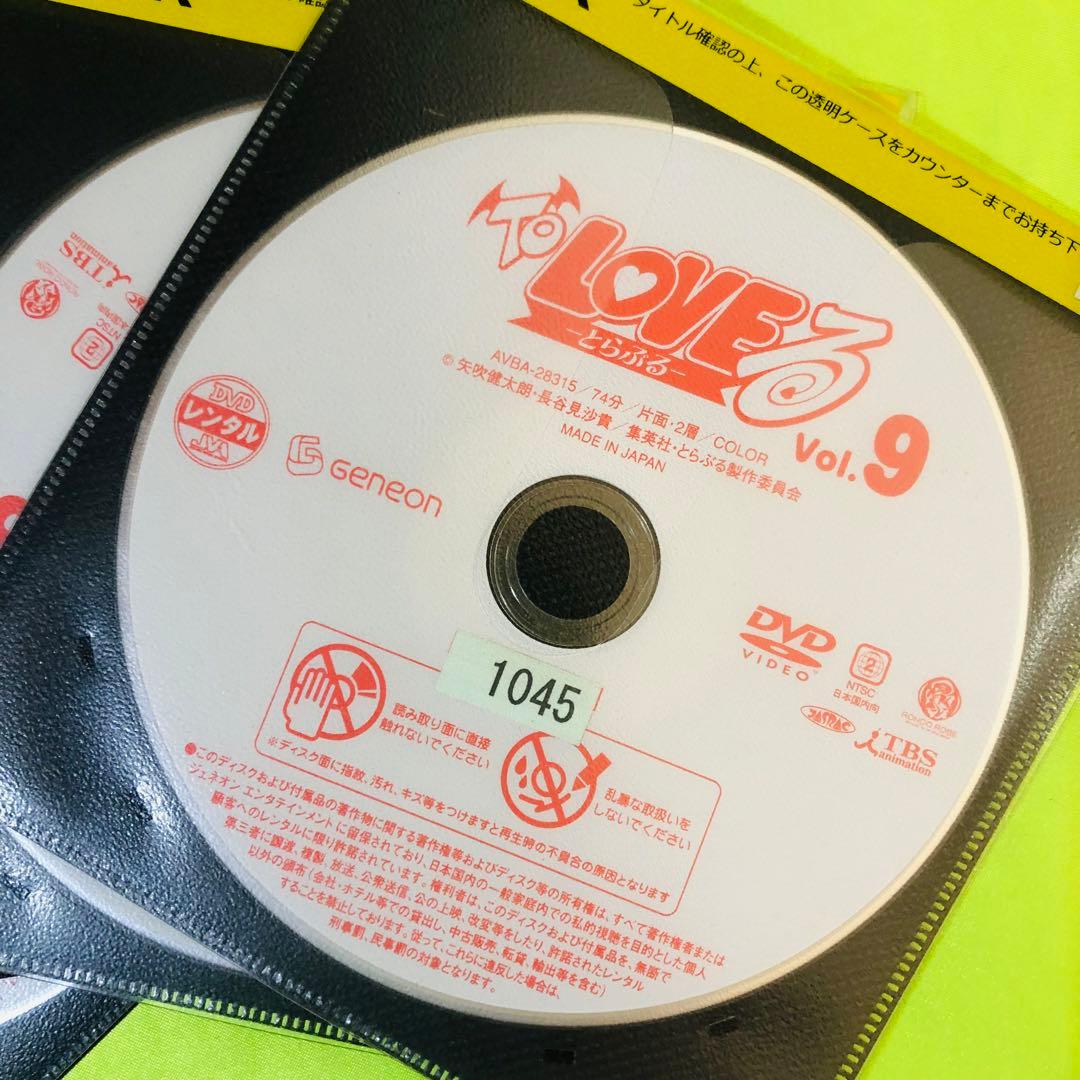 タイトル確認の上、この透明ケースをカウンターまでお持ち下
To LOVEる
－とらぶる－
Vol.9
AVBA-28315/74分/片面・2層/COLOR
© 矢吹健太朗・長谷見沙貴/集英社・とらぶる製作委員会
MADE IN JAPAN
DVD
レンタル
JVA
Geneon
1045
DVD
VIDEO
2
NTSC
日本国内向
JASRAC
RONDO ROBE
TBS
animation
読み取り面に直接
触れないでください
乱暴な取扱いを
しないでください
※ディスク面に指紋、汚れ、キズ等をつけますと再生時の不具合の原因となります
●このディスクおよび付属品の著作物に関する著作権等およびディスク等の所有権は、すべて著作権者または
ジェネオン エンタテインメントに留保されており、日本国内の一般家庭内での私的視聴を目的とした個人
顧客へのレンタルに限り許諾されています。権利者は、このディスクおよび付属品を、無断で
第三者に譲渡、複製、放送、公衆送信、公の上映、改変等をしたり、許諾されたレンタル
以外の頒布(会社・ホテル等での貸出し、中古販売、転貸、輸出等を含む)
することを禁止しております。従って、これらに違反した場合は、
刑事罰、民事罰の対象となります。
TBS
animation
NTSC
2